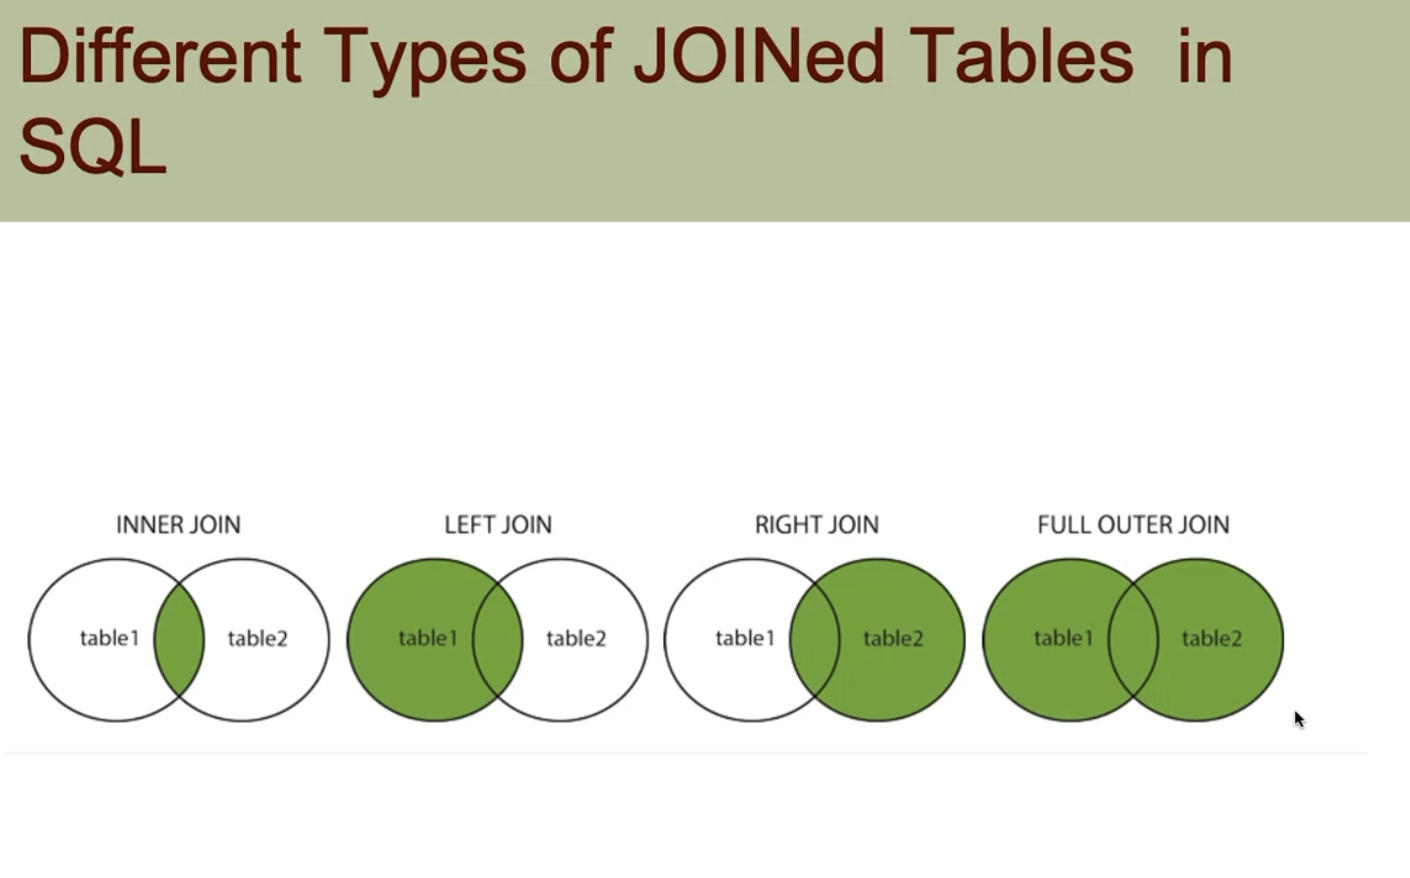 Different Types of JOINed Tables in
SQL
INNER JOIN
LEFT JOIN
RIGHT JOIN
FULL OUTER JOIN
table1
table2
table1
table2
table1
table2
table1
table2